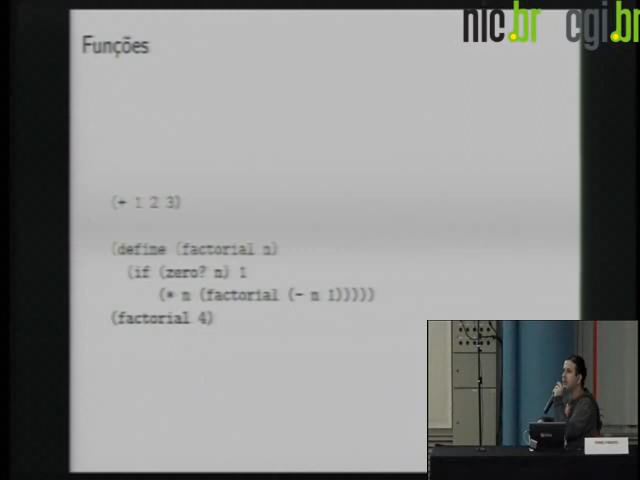 nic.br cgi.br
Funções
(+ 1 2 3)
(define (factorial n)
(if (zero? n) 1
(* n (factorial (- n 1)))))
(factorial 4)